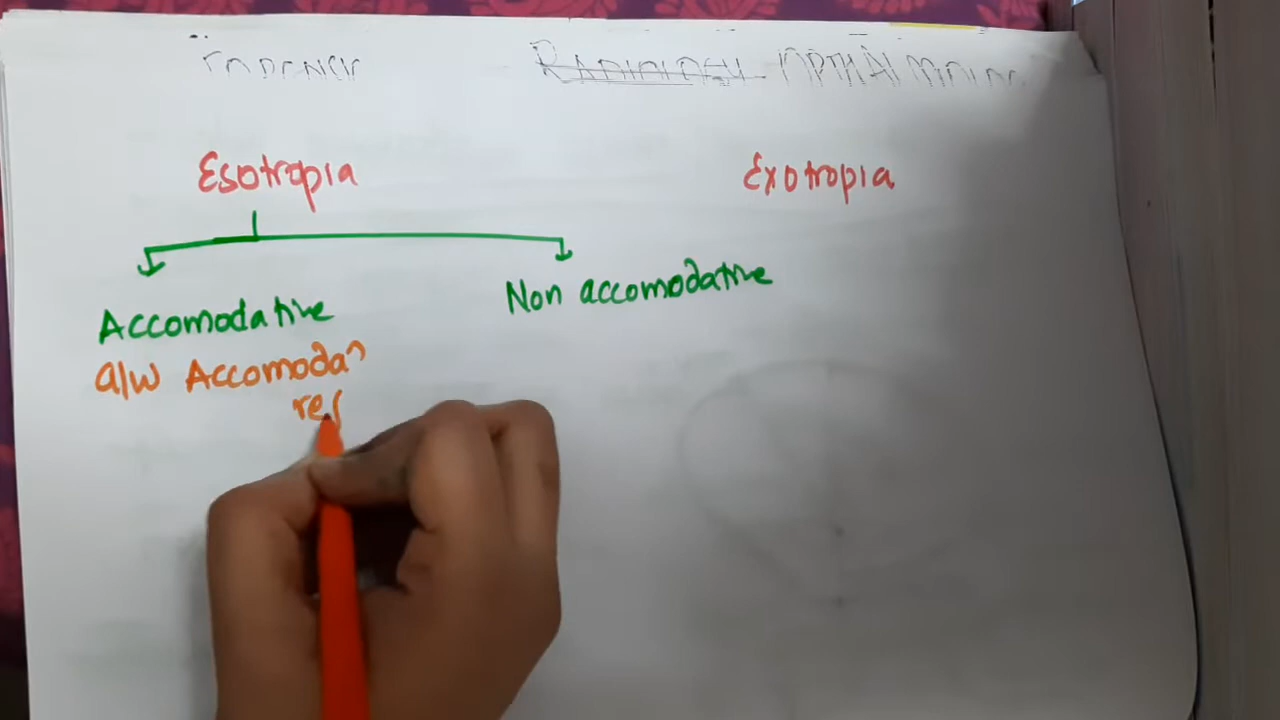 Esotropia Exotropia
Accomodative Non accomodative
a/w Accomodaⁿ
ref